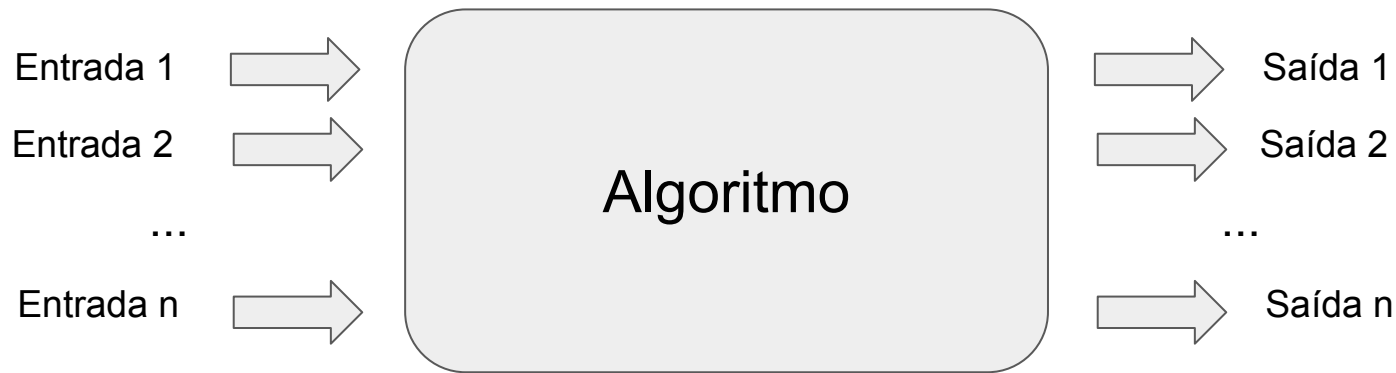 Entrada 1
Saída 1
Entrada 2
Saída 2
Algoritmo
...
...
Entrada n
Saída n